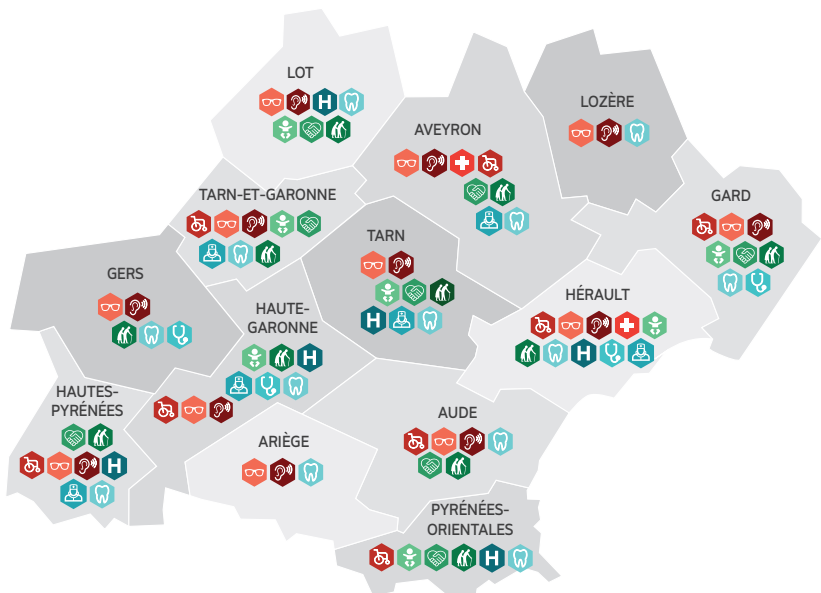 LOT
LOZÈRE
AVEYRON
TARN-ET-GARONNE
GARD
TARN
GERS
HÉRAULT
HAUTE-
GARONNE
HAUTES-
PYRÉNÉES
AUDE
ARIÈGE
PYRÉNÉES-
ORIENTALES
H
H
H
H
H
H